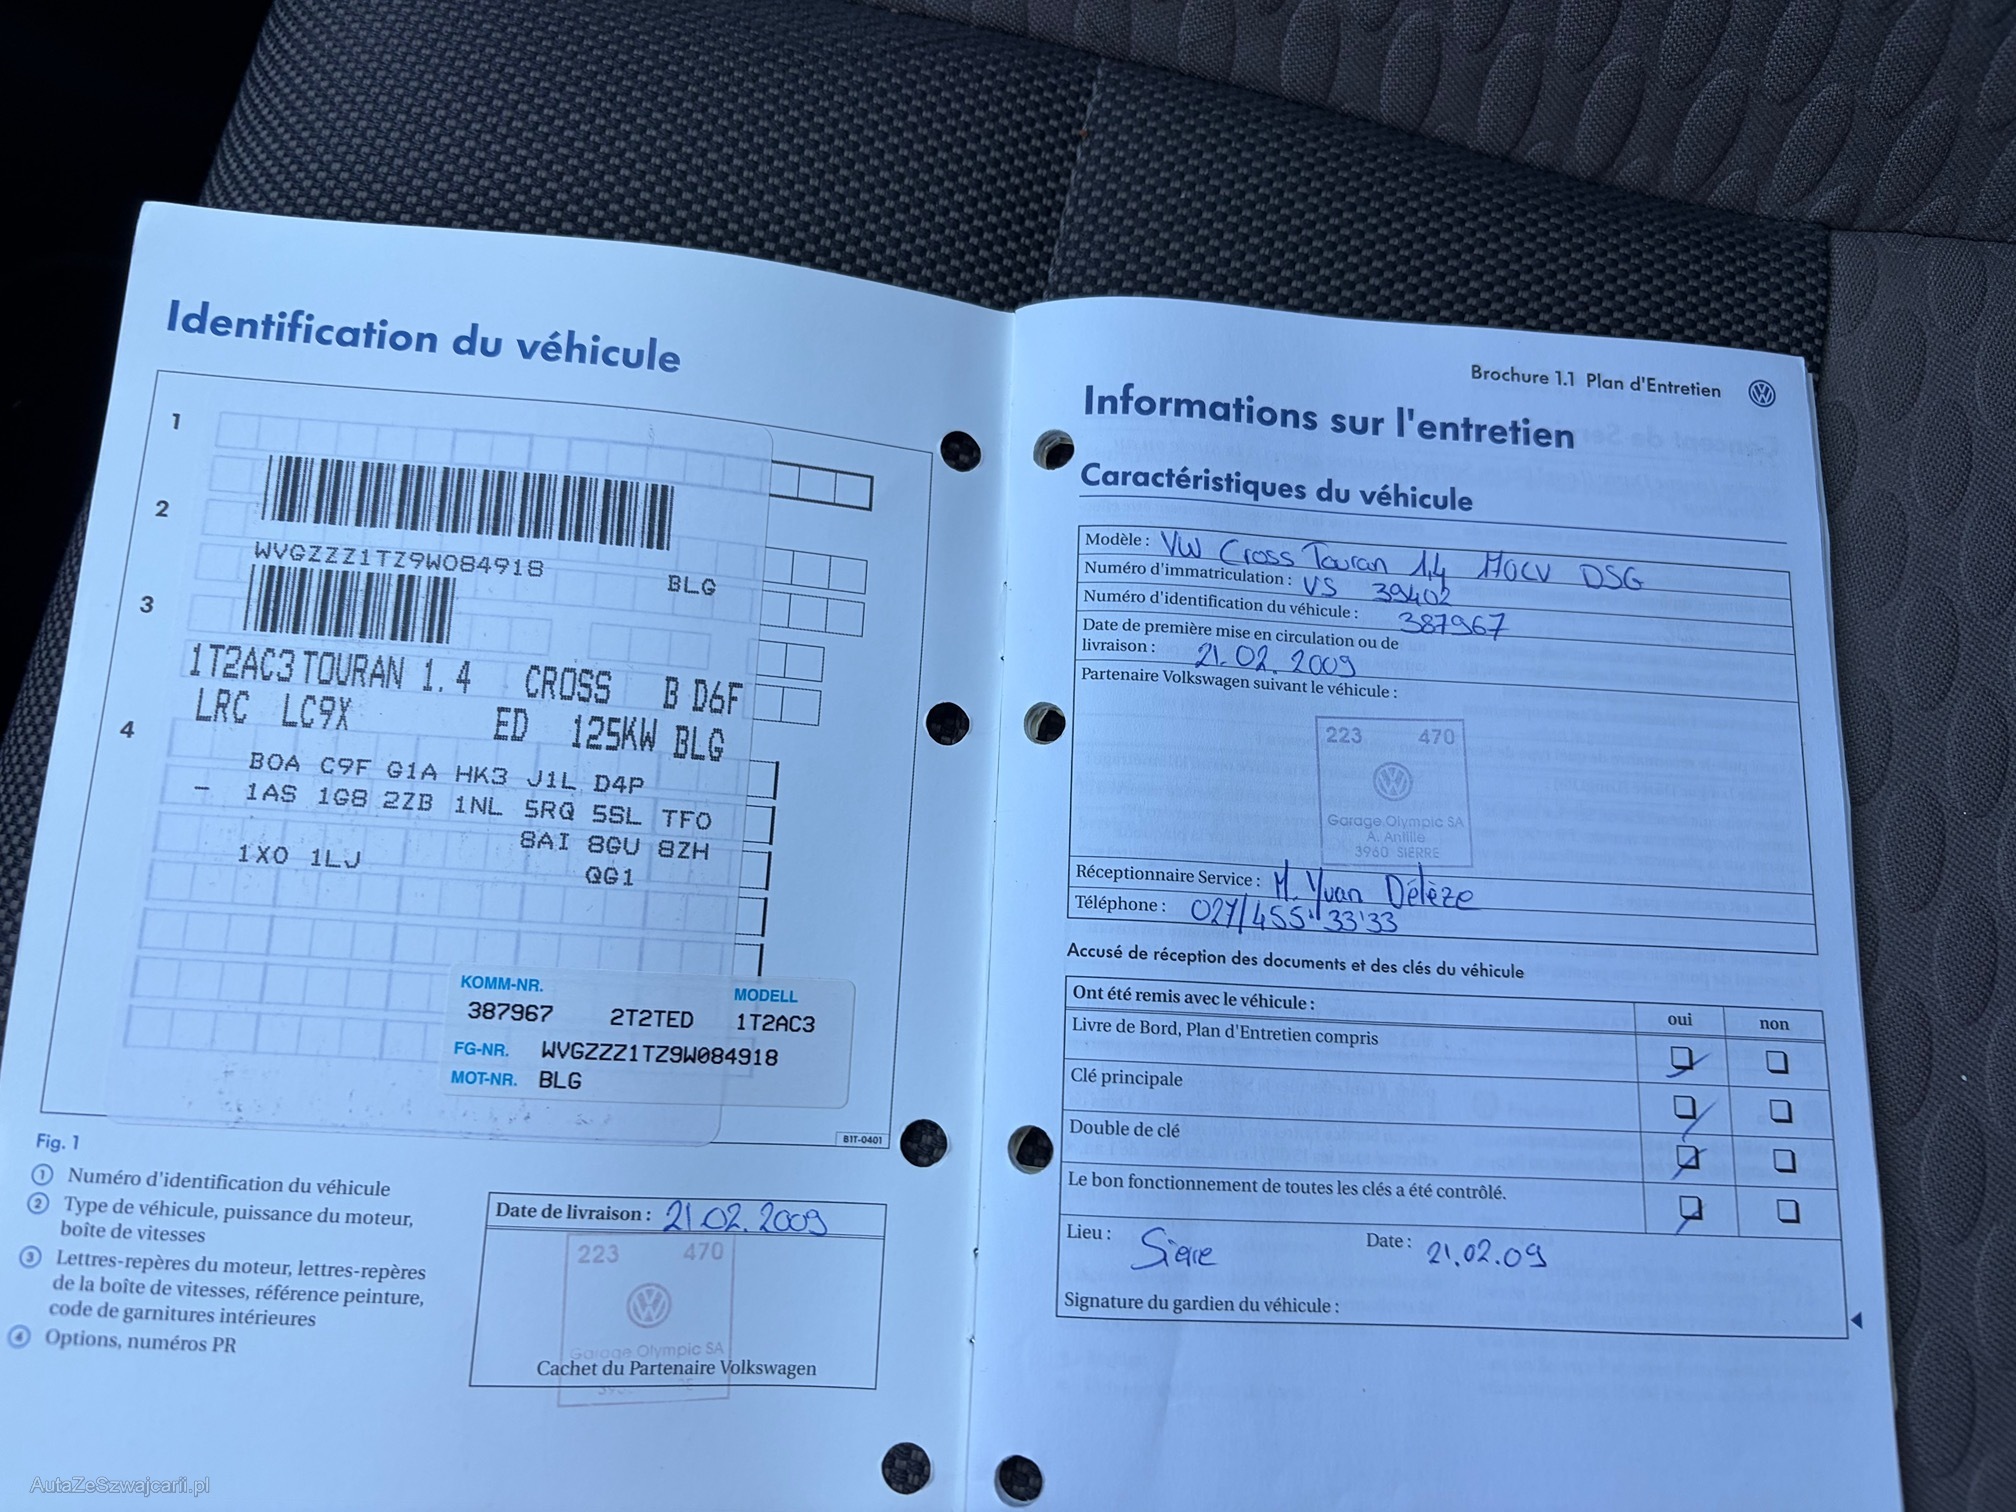 Identification du véhicule
1
2
WVGZZZ1TZ9W084918
BLG
3
1T2AC3 TOURAN 1.4 CROSS B D6F
LRC LC9X ED 125KW BLG
4
BOA C9F G1A HK3 J1L D4P
- 1AS 1G8 2ZB 1NL 5RQ 5SL TFO
8AI 8GU 8ZH
1X0 1LJ QG1
KOMM-NR. MODELL
387967 2T2TED 1T2AC3
FG-NR. WVGZZZ1TZ9W084918
MOT-NR. BLG
B1T-0401
Fig. 1
① Numéro d'identification du véhicule
② Type de véhicule, puissance du moteur,
boîte de vitesses
③ Lettres-repères du moteur, lettres-repères
de la boîte de vitesses, référence peinture,
code de garnitures intérieures
④ Options, numéros PR
Date de livraison : 21.02.2009
223 470
Garage Olympic SA
Cachet du Partenaire Volkswagen
Brochure 1.1 Plan d'Entretien
Informations sur l'entretien
Caractéristiques du véhicule
Modèle : VW Cross Touran 1,4 170CV DSG
Numéro d'immatriculation : VS 39402
Numéro d'identification du véhicule : 387967
Date de première mise en circulation ou de
livraison : 21.02.2009
Partenaire Volkswagen suivant le véhicule :
223 470
Garage Olympic SA
A. Antille
3960 SIERRE
Réceptionnaire Service : M. Yvan Délèze
Téléphone : 027/455'33'33
Accusé de réception des documents et des clés du véhicule
Ont été remis avec le véhicule : oui non
Livre de Bord, Plan d'Entretien compris
Clé principale
Double de clé
Le bon fonctionnement de toutes les clés a été contrôlé.
Lieu : Sierre Date : 21.02.09
Signature du gardien du véhicule :
AutaZeSzwajcarii.pl